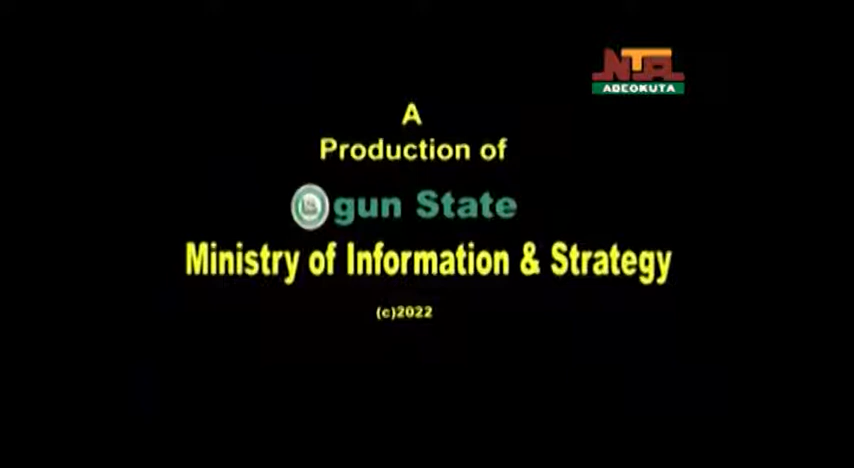 NTA
ABEOKUTA
A
Production of
Ogun State
Ministry of Information & Strategy
(c)2022